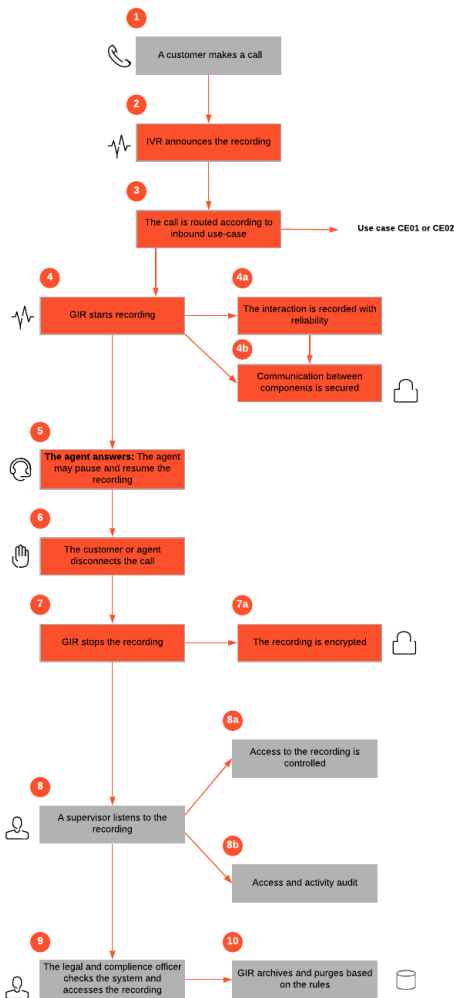 1
A customer makes a call
2
IVR announces the recording
3
The call is routed according to
inbound use-case
Use case CE01 or CE02
4
GIR starts recording
4a
The interaction is recorded with
reliability
4b
Communication between
components is secured
5
The agent answers: The agent
may pause and resume the
recording
6
The customer or agent
disconnects the call
7
GIR stops the recording
7a
The recording is encrypted
8a
Access to the recording is
controlled
8
A supervisor listens to the
recording
8b
Access and activity audit
9
The legal and complience officer
checks the system and
accesses the recording
10
GIR archives and purges based
on the rules